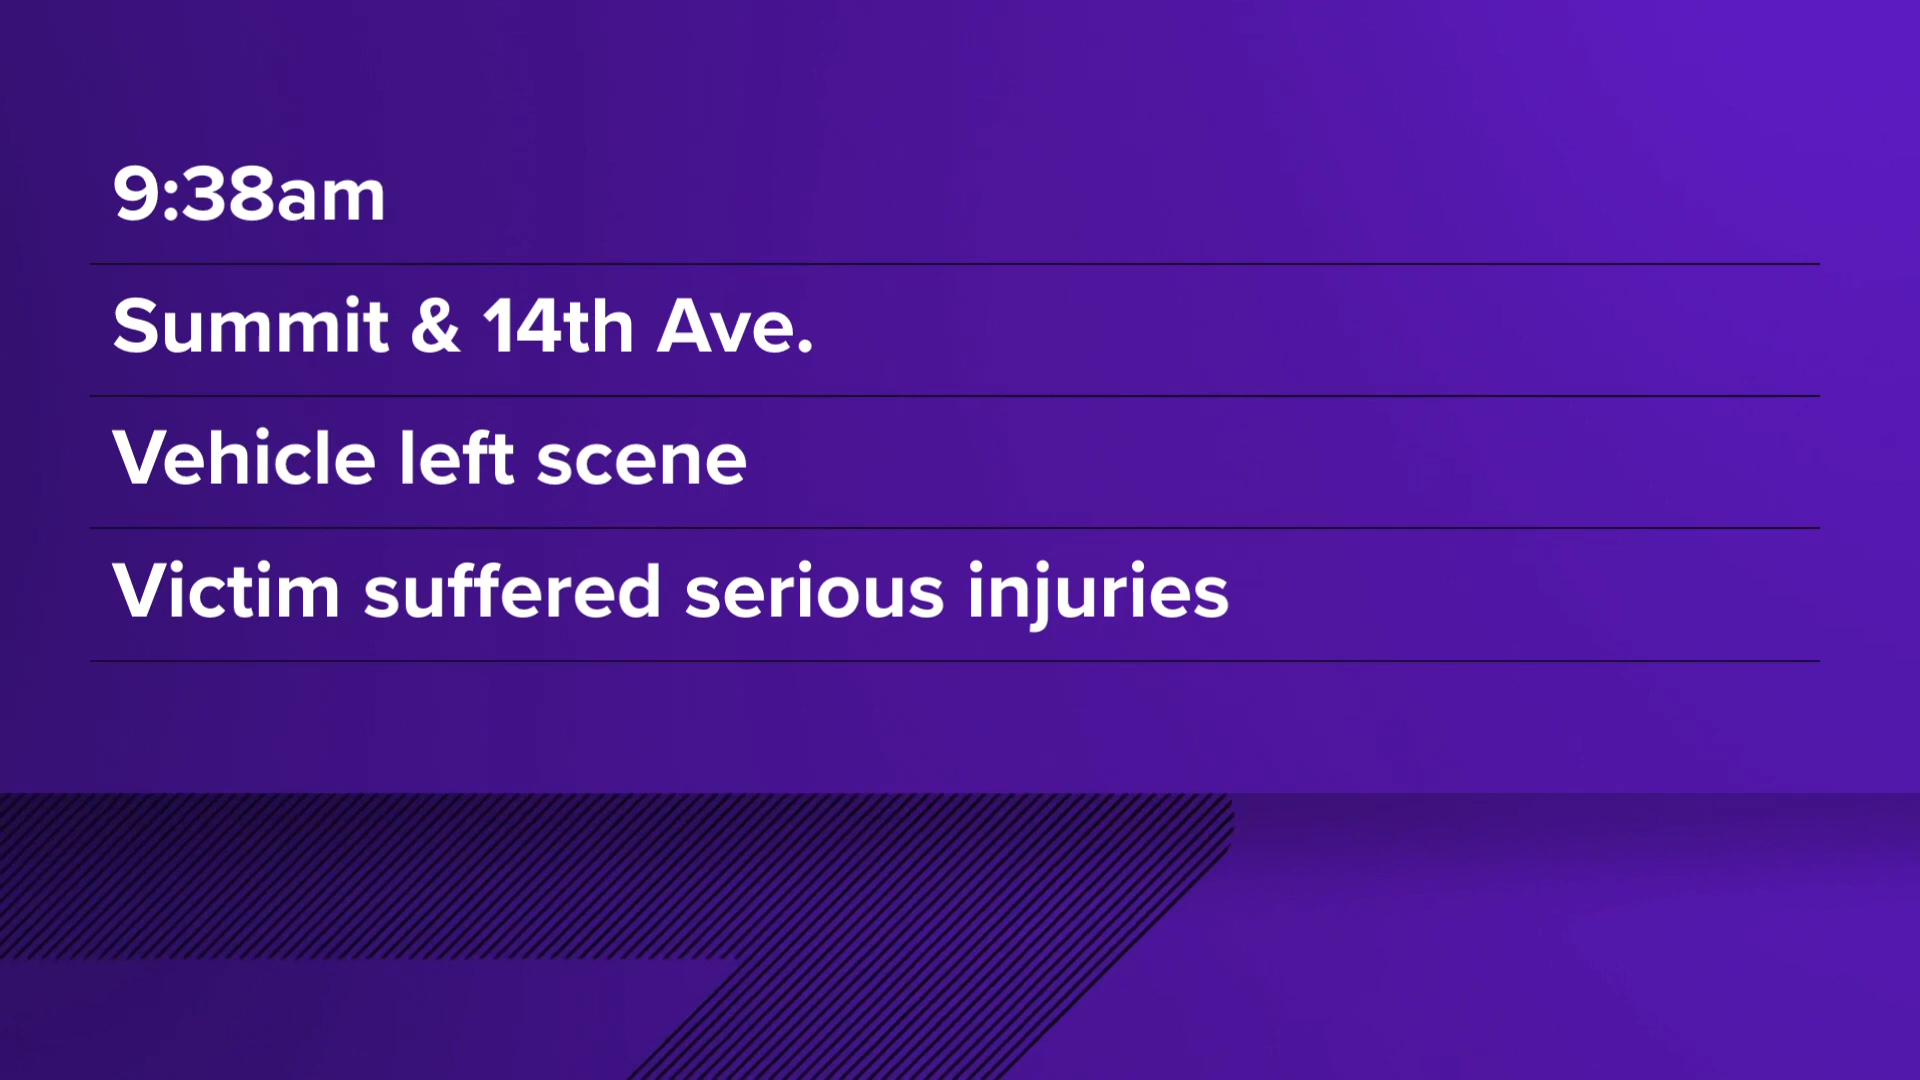 9:38am
Summit & 14th Ave.
Vehicle left scene
Victim suffered serious injuries